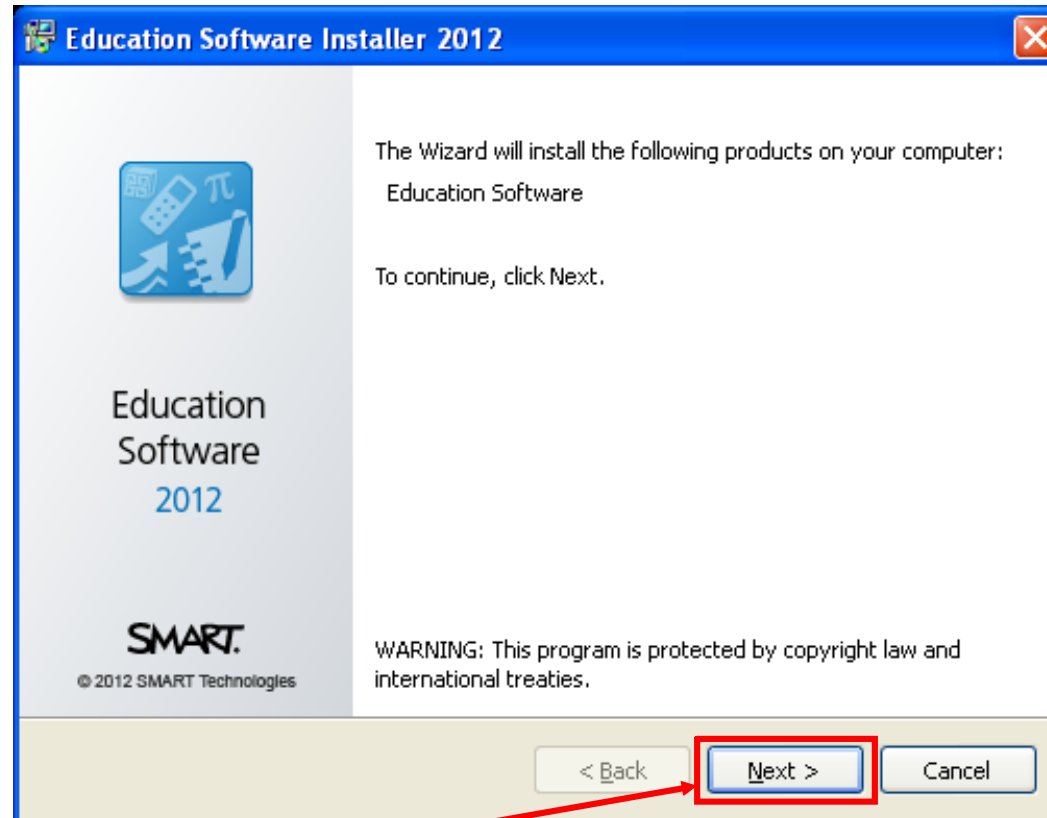 Education Software Installer 2012
The Wizard will install the following products on your computer:
Education Software
To continue, click Next.
π
Education
Software
2012
SMART.
© 2012 SMART Technologies
WARNING: This program is protected by copyright law and
international treaties.
< Back
Next >
Cancel